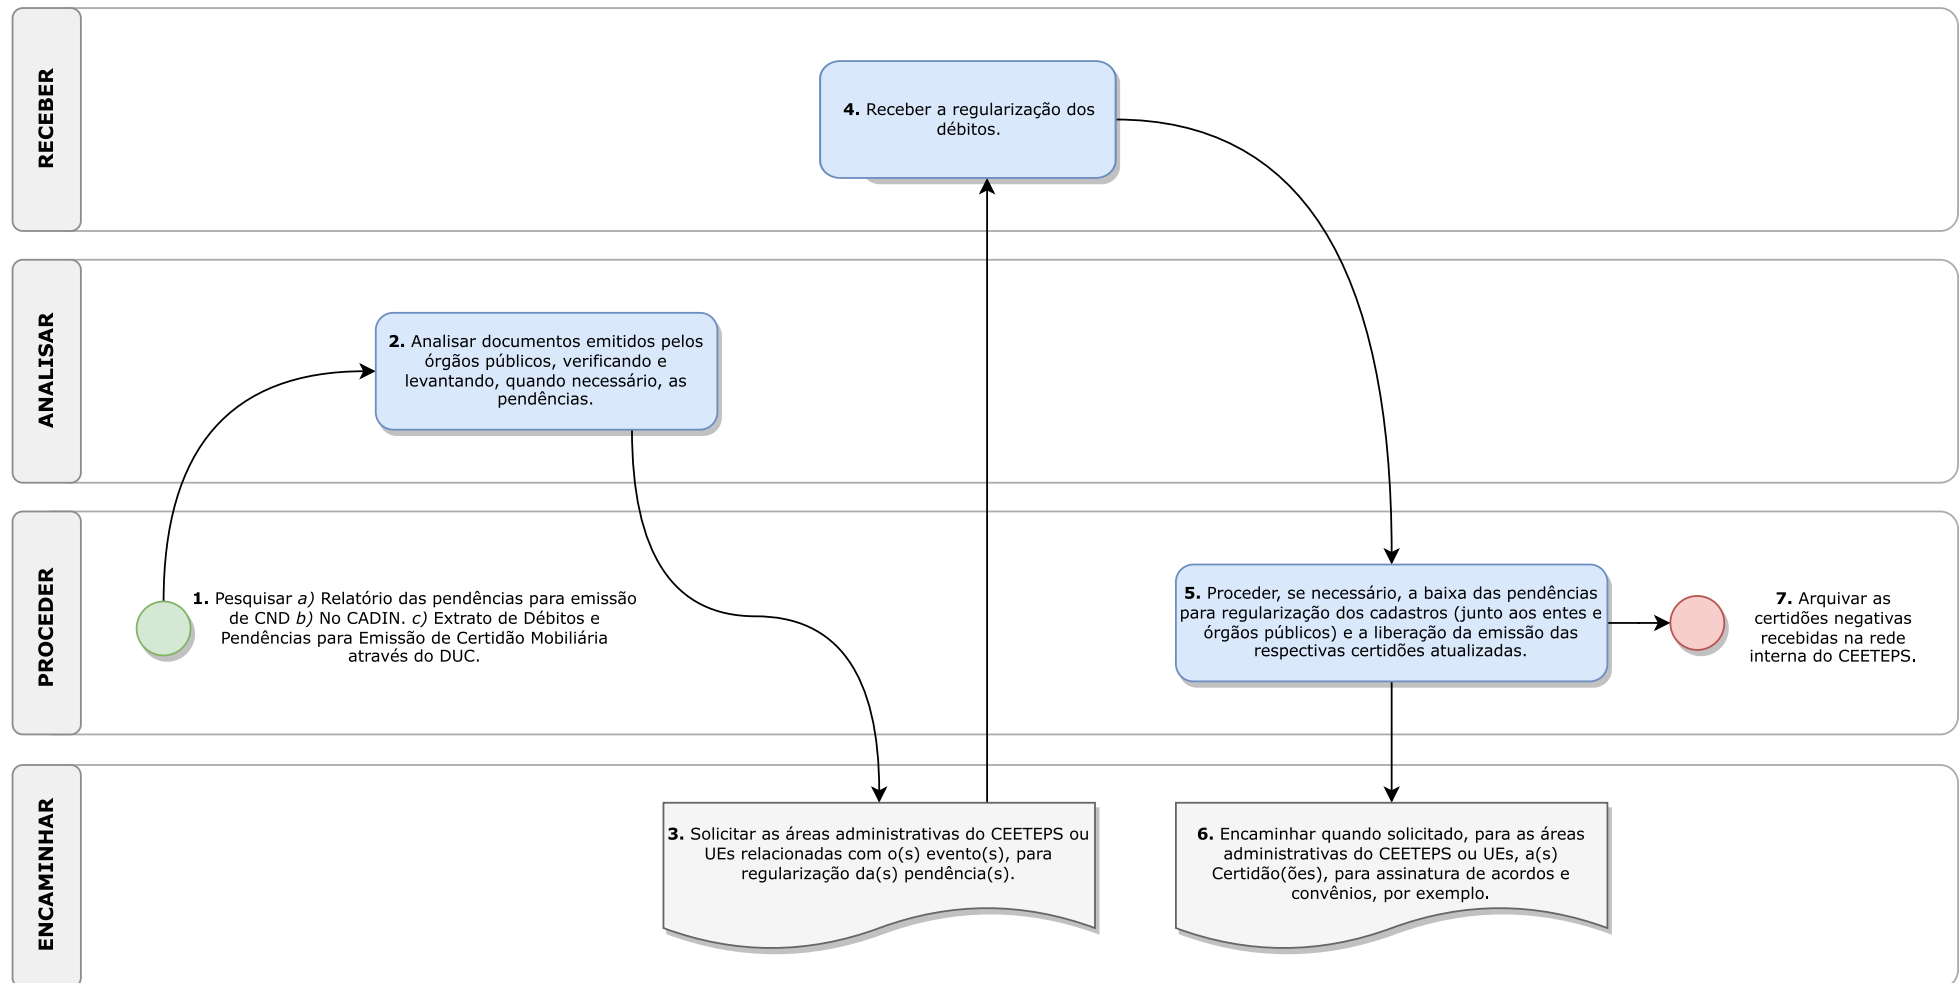 RECEBER
4. Receber a regularização dos
débitos.
ANALISAR
2. Analisar documentos emitidos pelos
órgãos públicos, verificando e
levantando, quando necessário, as
pendências.
PROCEDER
1. Pesquisar a) Relatório das pendências para emissão
de CND b) No CADIN. c) Extrato de Débitos e
Pendências para Emissão de Certidão Mobiliária
através do DUC.
5. Proceder, se necessário, a baixa das pendências
para regularização dos cadastros (junto aos entes e
órgãos públicos) e a liberação da emissão das
respectivas certidões atualizadas.
7. Arquivar as
certidões negativas
recebidas na rede
interna do CEETEPS.
ENCAMINHAR
3. Solicitar as áreas administrativas do CEETEPS ou
UEs relacionadas com o(s) evento(s), para
regularização da(s) pendência(s).
6. Encaminhar quando solicitado, para as áreas
administrativas do CEETEPS ou UEs, a(s)
Certidão(ões), para assinatura de acordos e
convênios, por exemplo.